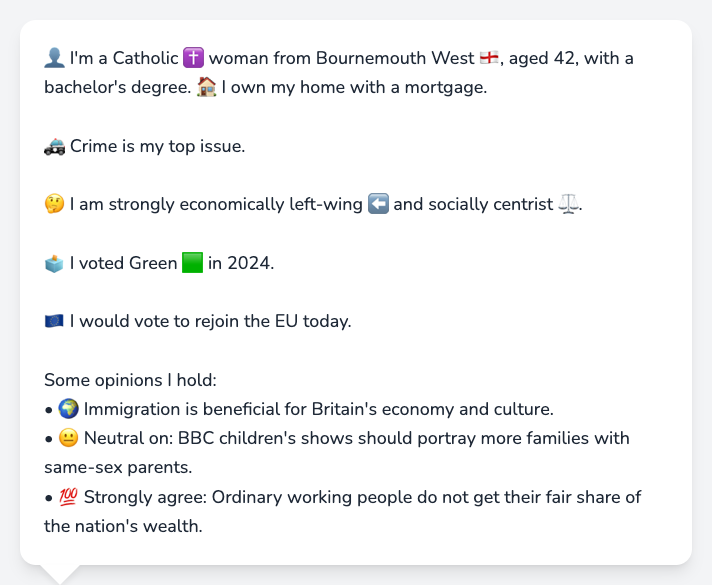 👤 I'm a Catholic ✝️ woman from Bournemouth West 🏴󠁧󠁢󠁥󠁮󠁧󠁿, aged 42, with a
bachelor's degree. 🏠 I own my home with a mortgage.
🚓 Crime is my top issue.
🤔 I am strongly economically left-wing ⬅️ and socially centrist ⚖️.
🗳️ I voted Green 🟩 in 2024.
🇪🇺 I would vote to rejoin the EU today.
Some opinions I hold:
• 🌍 Immigration is beneficial for Britain's economy and culture.
• 😐 Neutral on: BBC children's shows should portray more families with
same-sex parents.
• 💯 Strongly agree: Ordinary working people do not get their fair share of
the nation's wealth.